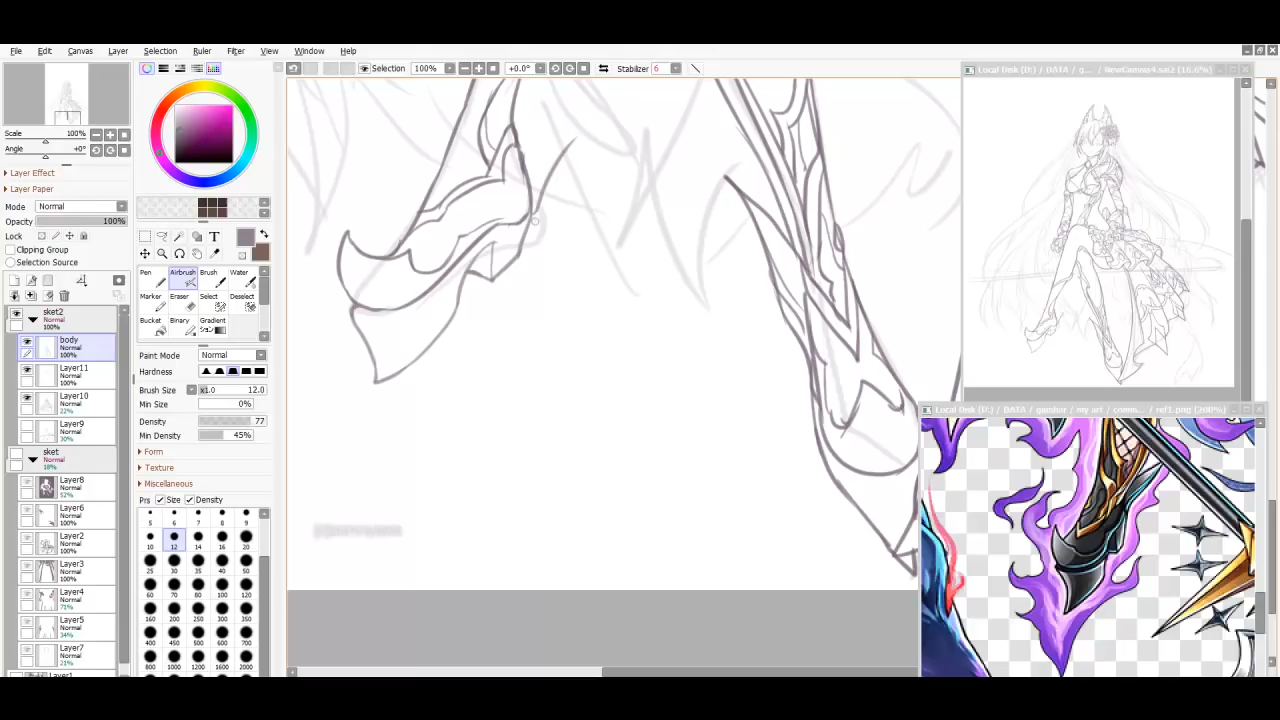 File Edit Canvas Layer Selection Ruler Filter View Window Help
Selection 100% +0.0° Stabilizer 6
Scale 100%
Angle +0°
Layer Effect
Layer Paper
Mode Normal
Opacity 100%
Lock
Clipping Group
Selection Source
sket2
Normal
100%
body
Normal
100%
Layer11
Normal
100%
Layer10
Normal
22%
Layer9
Normal
30%
sket
Normal
18%
Layer8
Normal
52%
Layer6
Normal
100%
Layer2
Normal
100%
Layer3
Normal
100%
Layer4
Normal
71%
Layer5
Normal
34%
Layer7
Normal
21%
Layer1
T
Pen Airbrush Brush Water
Marker Eraser Select Deselect
Bucket Binary Gradient
Paint Mode Normal
Hardness
Brush Size x1.0 12.0
Min Size 0%
Density 77
Min Density 45%
Form
Texture
Miscellaneous
Prs Size Density
5 6 7 8 9
10 12 14 16 20
25 30 35 40 50
60 70 80 100 120
160 200 250 300 350
400 450 500 600 700
800 1000 1200 1600 2000